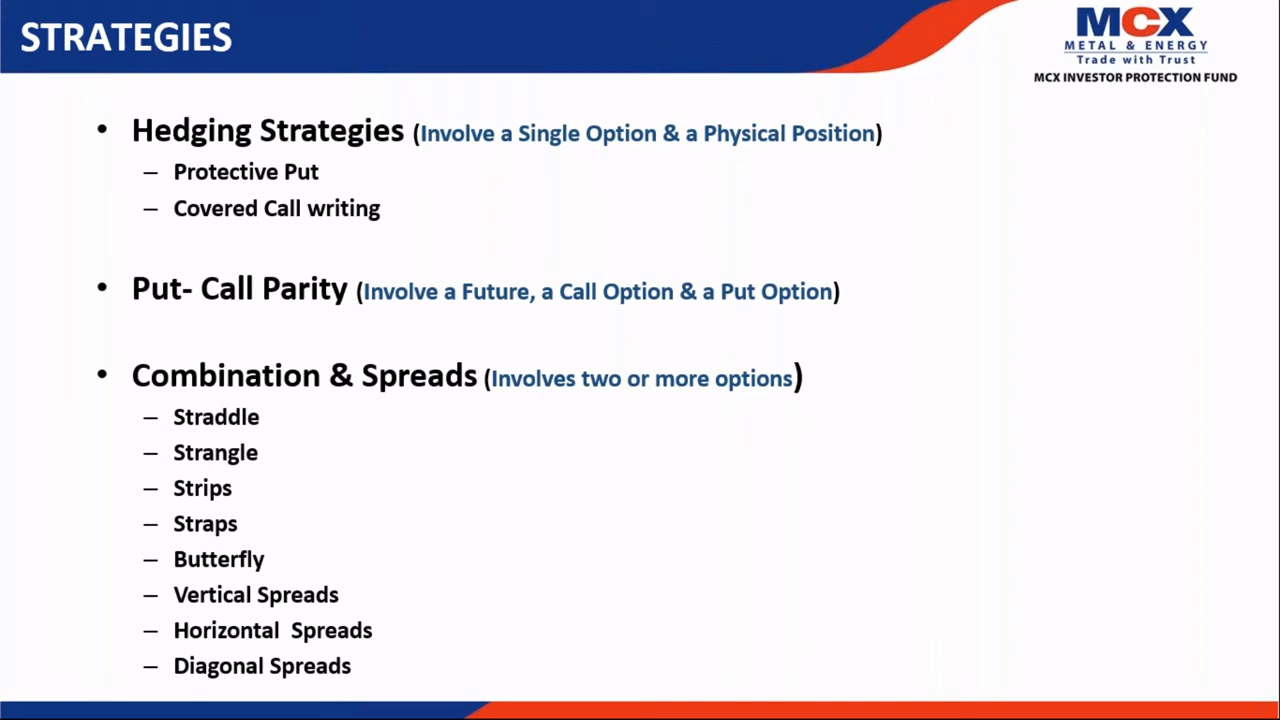 STRATEGIES
MCX
METAL & ENERGY
Trade with Trust
MCX INVESTOR PROTECTION FUND
• Hedging Strategies (Involve a Single Option & a Physical Position)
– Protective Put
– Covered Call writing
• Put- Call Parity (Involve a Future, a Call Option & a Put Option)
• Combination & Spreads (Involves two or more options)
– Straddle
– Strangle
– Strips
– Straps
– Butterfly
– Vertical Spreads
– Horizontal  Spreads
– Diagonal Spreads